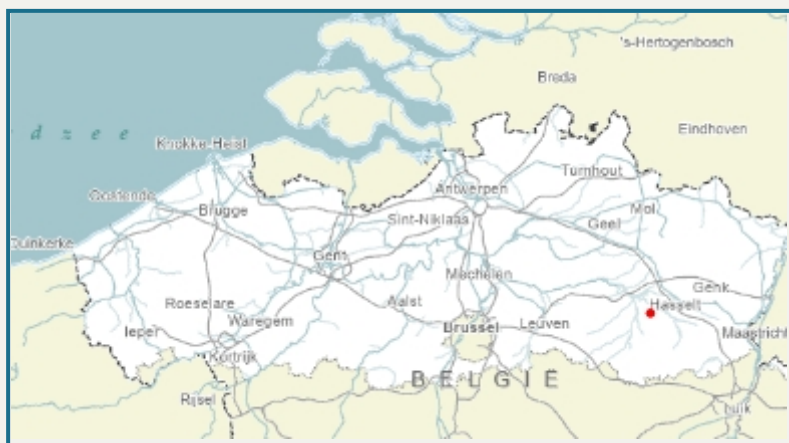 's-Hertogenbosch
Breda
Eindhoven
d z e e
Knokke-Heist
Turnhout
Antwerpen
Oostende
Brugge
Sint-Niklaas
Geel
Mol
Duinkerke
Gent
Mechelen
Genk
Roeselare
Aalst
Hasselt
Ieper
Waregem
Brussel
Leuven
Maastricht
Kortrijk
BELGIË
Rijsel
Luik